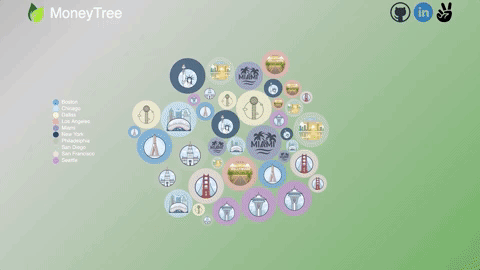 MoneyTree
in
Boston
Chicago
Dallas
Los Angeles
Miami
New York
Philadelphia
San Diego
San Francisco
Seattle
MIAMI
MIAMI